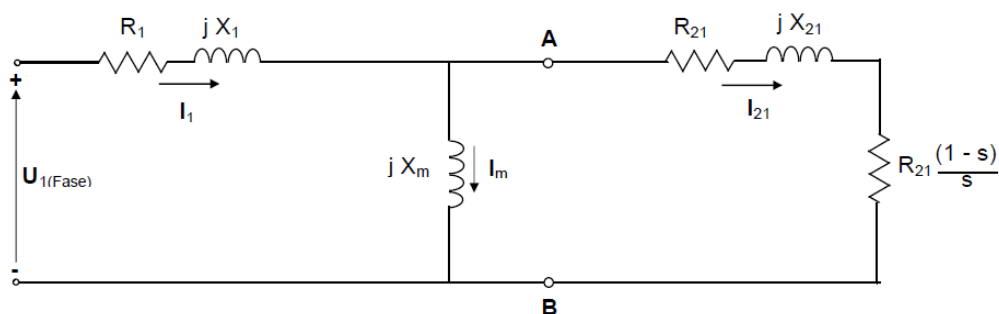 R1
j X1
A
R21
j X21
+
I1
I21
U1(Fase)
j Xm
Im
R21 (1 - s)
s
-
B